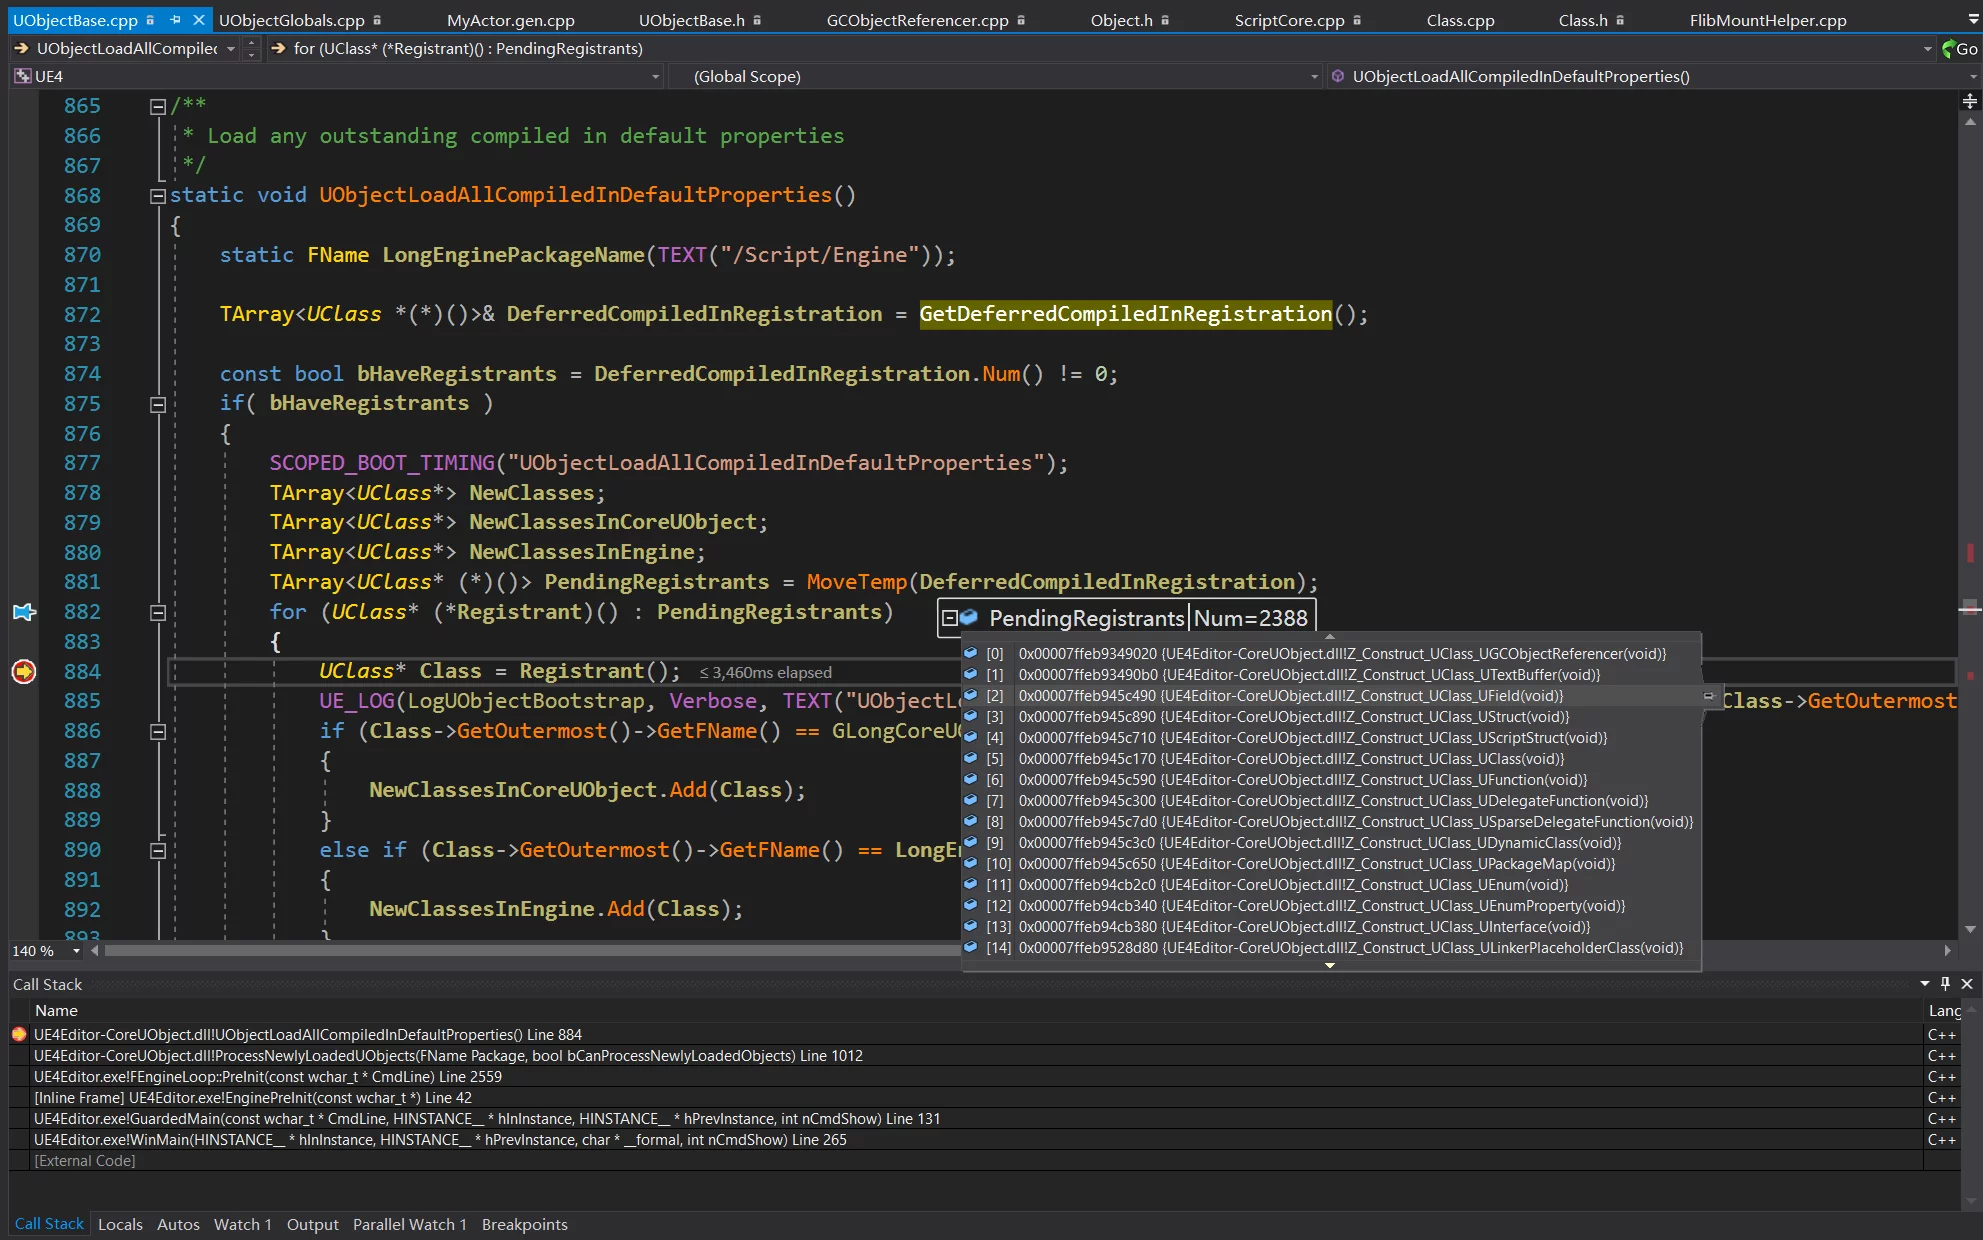 UObjectBase.cpp UObjectGlobals.cpp MyActor.gen.cpp UObjectBase.h GCObjectReferencer.cpp Object.h ScriptCore.cpp Class.cpp Class.h FlibMountHelper.cpp
UObjectLoadAllCompiled for (UClass* (*Registrant)() : PendingRegistrants) Go
UE4 (Global Scope) UObjectLoadAllCompiledInDefaultProperties()
865 /**
866 * Load any outstanding compiled in default properties
867 */
868 static void UObjectLoadAllCompiledInDefaultProperties()
869 {
870 static FName LongEnginePackageName(TEXT("/Script/Engine"));
871
872 TArray<UClass *(*)()>& DeferredCompiledInRegistration = GetDeferredCompiledInRegistration();
873
874 const bool bHaveRegistrants = DeferredCompiledInRegistration.Num() != 0;
875 if( bHaveRegistrants )
876 {
877 SCOPED_BOOT_TIMING("UObjectLoadAllCompiledInDefaultProperties");
878 TArray<UClass*> NewClasses;
879 TArray<UClass*> NewClassesInCoreUObject;
880 TArray<UClass*> NewClassesInEngine;
881 TArray<UClass* (*)()> PendingRegistrants = MoveTemp(DeferredCompiledInRegistration);
882 for (UClass* (*Registrant)() : PendingRegistrants)
883 {
884 UClass* Class = Registrant(); ≤ 3,460ms elapsed
885 UE_LOG(LogUObjectBootstrap, Verbose, TEXT("UObjectL Class->GetOutermost
886 if (Class->GetOutermost()->GetFName() == GLongCoreU
887 {
888 NewClassesInCoreUObject.Add(Class);
889 }
890 else if (Class->GetOutermost()->GetFName() == LongE
891 {
892 NewClassesInEngine.Add(Class);
893 }
PendingRegistrants Num=2388
[0] 0x00007ffeb9349020 {UE4Editor-CoreUObject.dll!Z_Construct_UClass_UGCObjectReferencer(void)}
[1] 0x00007ffeb93490b0 {UE4Editor-CoreUObject.dll!Z_Construct_UClass_UTextBuffer(void)}
[2] 0x00007ffeb945c490 {UE4Editor-CoreUObject.dll!Z_Construct_UClass_UField(void)}
[3] 0x00007ffeb945c890 {UE4Editor-CoreUObject.dll!Z_Construct_UClass_UStruct(void)}
[4] 0x00007ffeb945c710 {UE4Editor-CoreUObject.dll!Z_Construct_UClass_UScriptStruct(void)}
[5] 0x00007ffeb945c170 {UE4Editor-CoreUObject.dll!Z_Construct_UClass_UClass(void)}
[6] 0x00007ffeb945c590 {UE4Editor-CoreUObject.dll!Z_Construct_UClass_UFunction(void)}
[7] 0x00007ffeb945c300 {UE4Editor-CoreUObject.dll!Z_Construct_UClass_UDelegateFunction(void)}
[8] 0x00007ffeb945c7d0 {UE4Editor-CoreUObject.dll!Z_Construct_UClass_USparseDelegateFunction(void)}
[9] 0x00007ffeb945c3c0 {UE4Editor-CoreUObject.dll!Z_Construct_UClass_UDynamicClass(void)}
[10] 0x00007ffeb945c650 {UE4Editor-CoreUObject.dll!Z_Construct_UClass_UPackageMap(void)}
[11] 0x00007ffeb94cb2c0 {UE4Editor-CoreUObject.dll!Z_Construct_UClass_UEnum(void)}
[12] 0x00007ffeb94cb340 {UE4Editor-CoreUObject.dll!Z_Construct_UClass_UEnumProperty(void)}
[13] 0x00007ffeb94cb380 {UE4Editor-CoreUObject.dll!Z_Construct_UClass_UInterface(void)}
[14] 0x00007ffeb9528d80 {UE4Editor-CoreUObject.dll!Z_Construct_UClass_ULinkerPlaceholderClass(void)}
140 %
Call Stack
Name Lang
UE4Editor-CoreUObject.dll!UObjectLoadAllCompiledInDefaultProperties() Line 884 C++
UE4Editor-CoreUObject.dll!ProcessNewlyLoadedUObjects(FName Package, bool bCanProcessNewlyLoadedObjects) Line 1012 C++
UE4Editor.exe!FEngineLoop::PreInit(const wchar_t * CmdLine) Line 2559 C++
[Inline Frame] UE4Editor.exe!EnginePreInit(const wchar_t *) Line 42 C++
UE4Editor.exe!GuardedMain(const wchar_t * CmdLine, HINSTANCE__ * hInInstance, HINSTANCE__ * hPrevInstance, int nCmdShow) Line 131 C++
UE4Editor.exe!WinMain(HINSTANCE__ * hInInstance, HINSTANCE__ * hPrevInstance, char * __formal, int nCmdShow) Line 265 C++
[External Code]
Call Stack Locals Autos Watch 1 Output Parallel Watch 1 Breakpoints